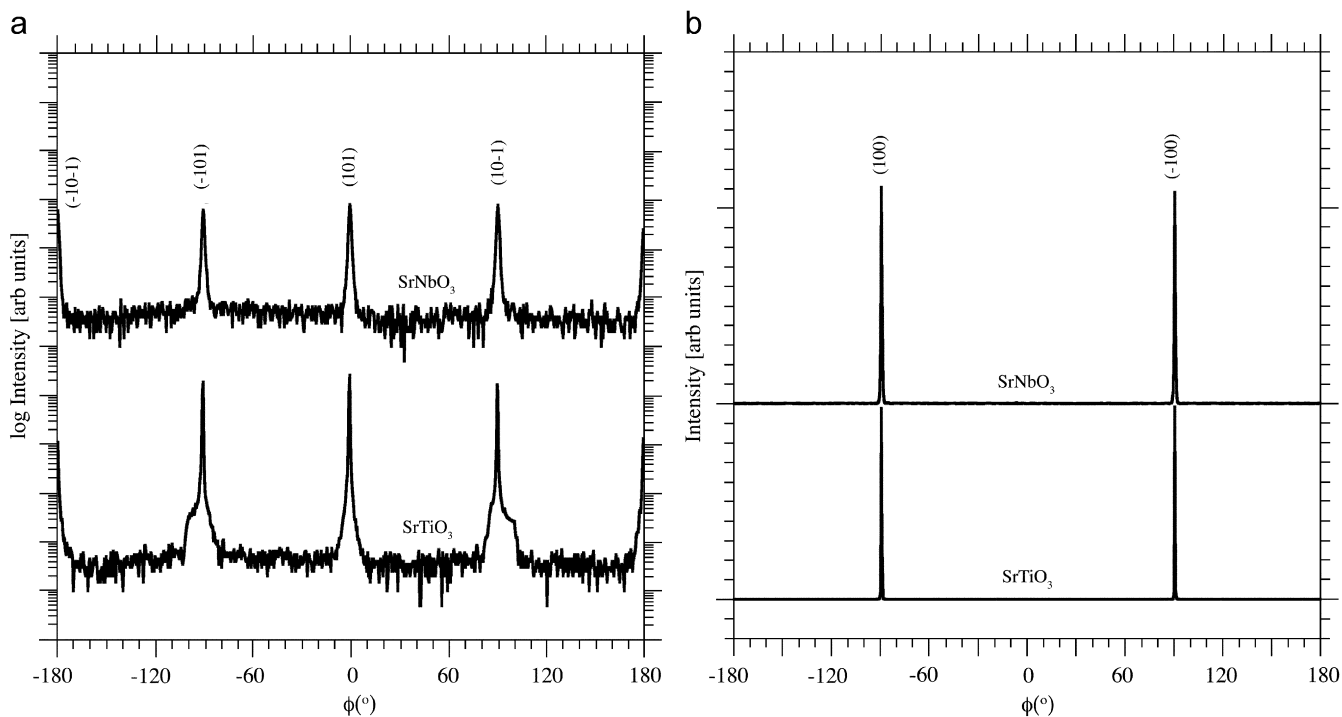 a
log Intensity [arb units]
(-10-1)
(-101)
(101)
(10-1)
SrNbO₃
SrTiO₃
-180 -120 -60 0 60 120 180
ϕ(°)
b
Intensity [arb units]
(100)
(-100)
SrNbO₃
SrTiO₃
-180 -120 -60 0 60 120 180
ϕ(°)